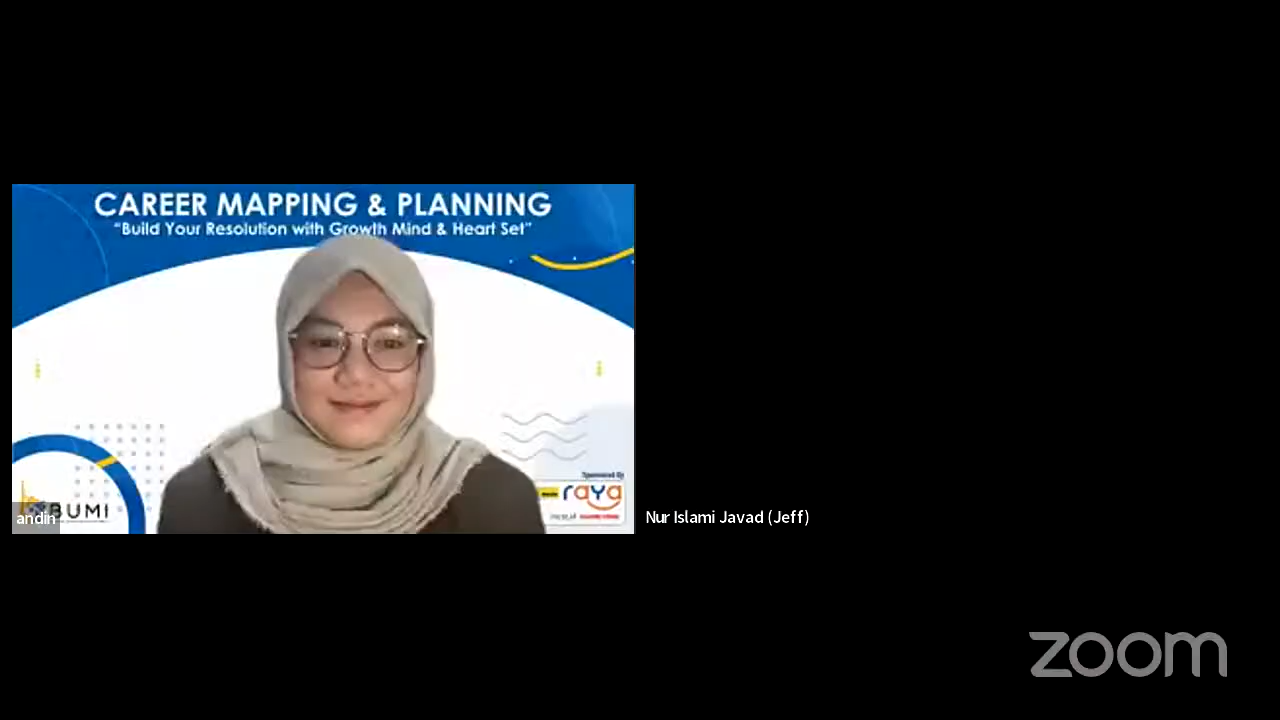 CAREER MAPPING & PLANNING
“Build Your Resolution with Growth Mind & Heart Set”
Sponsored By
raya
BUMI
andin
Nur Islami Javad (Jeff)
zoom